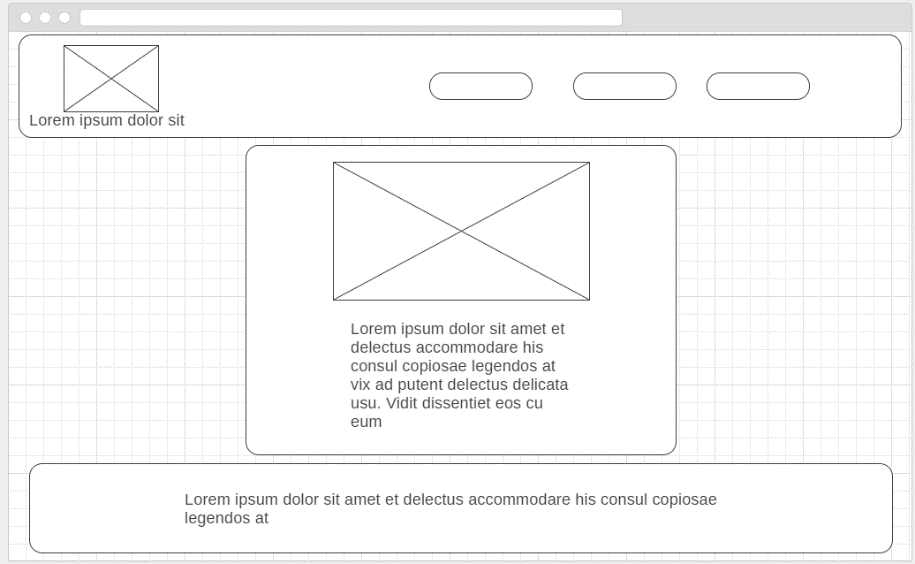 Lorem ipsum dolor sit
Lorem ipsum dolor sit amet et
delectus accommodare his
consul copiosae legendos at
vix ad putent delectus delicata
usu. Vidit dissentiet eos cu
eum
Lorem ipsum dolor sit amet et delectus accommodare his consul copiosae
legendos at